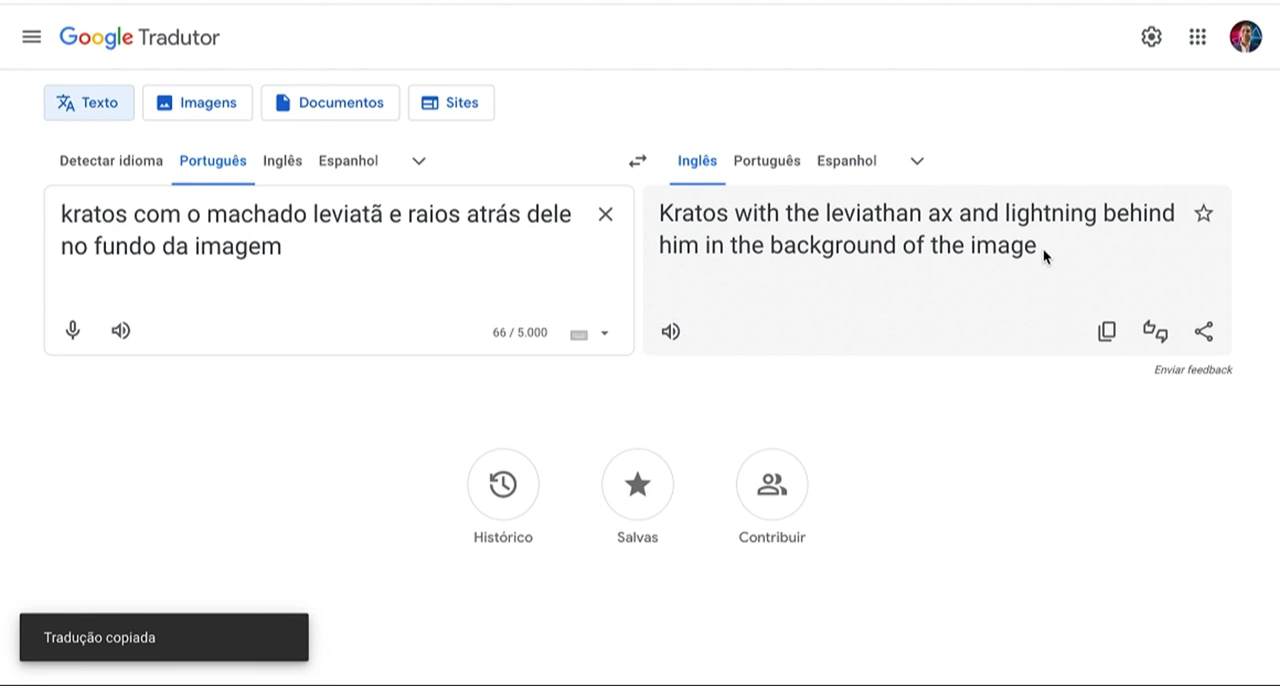 Google Tradutor
Texto
Imagens
Documentos
Sites
Detectar idioma
Português
Inglês
Espanhol
Inglês
Português
Espanhol
kratos com o machado leviatã e raios atrás dele
no fundo da imagem
66 / 5.000
Kratos with the leviathan ax and lightning behind
him in the background of the image
Enviar feedback
Histórico
Salvas
Contribuir
Tradução copiada